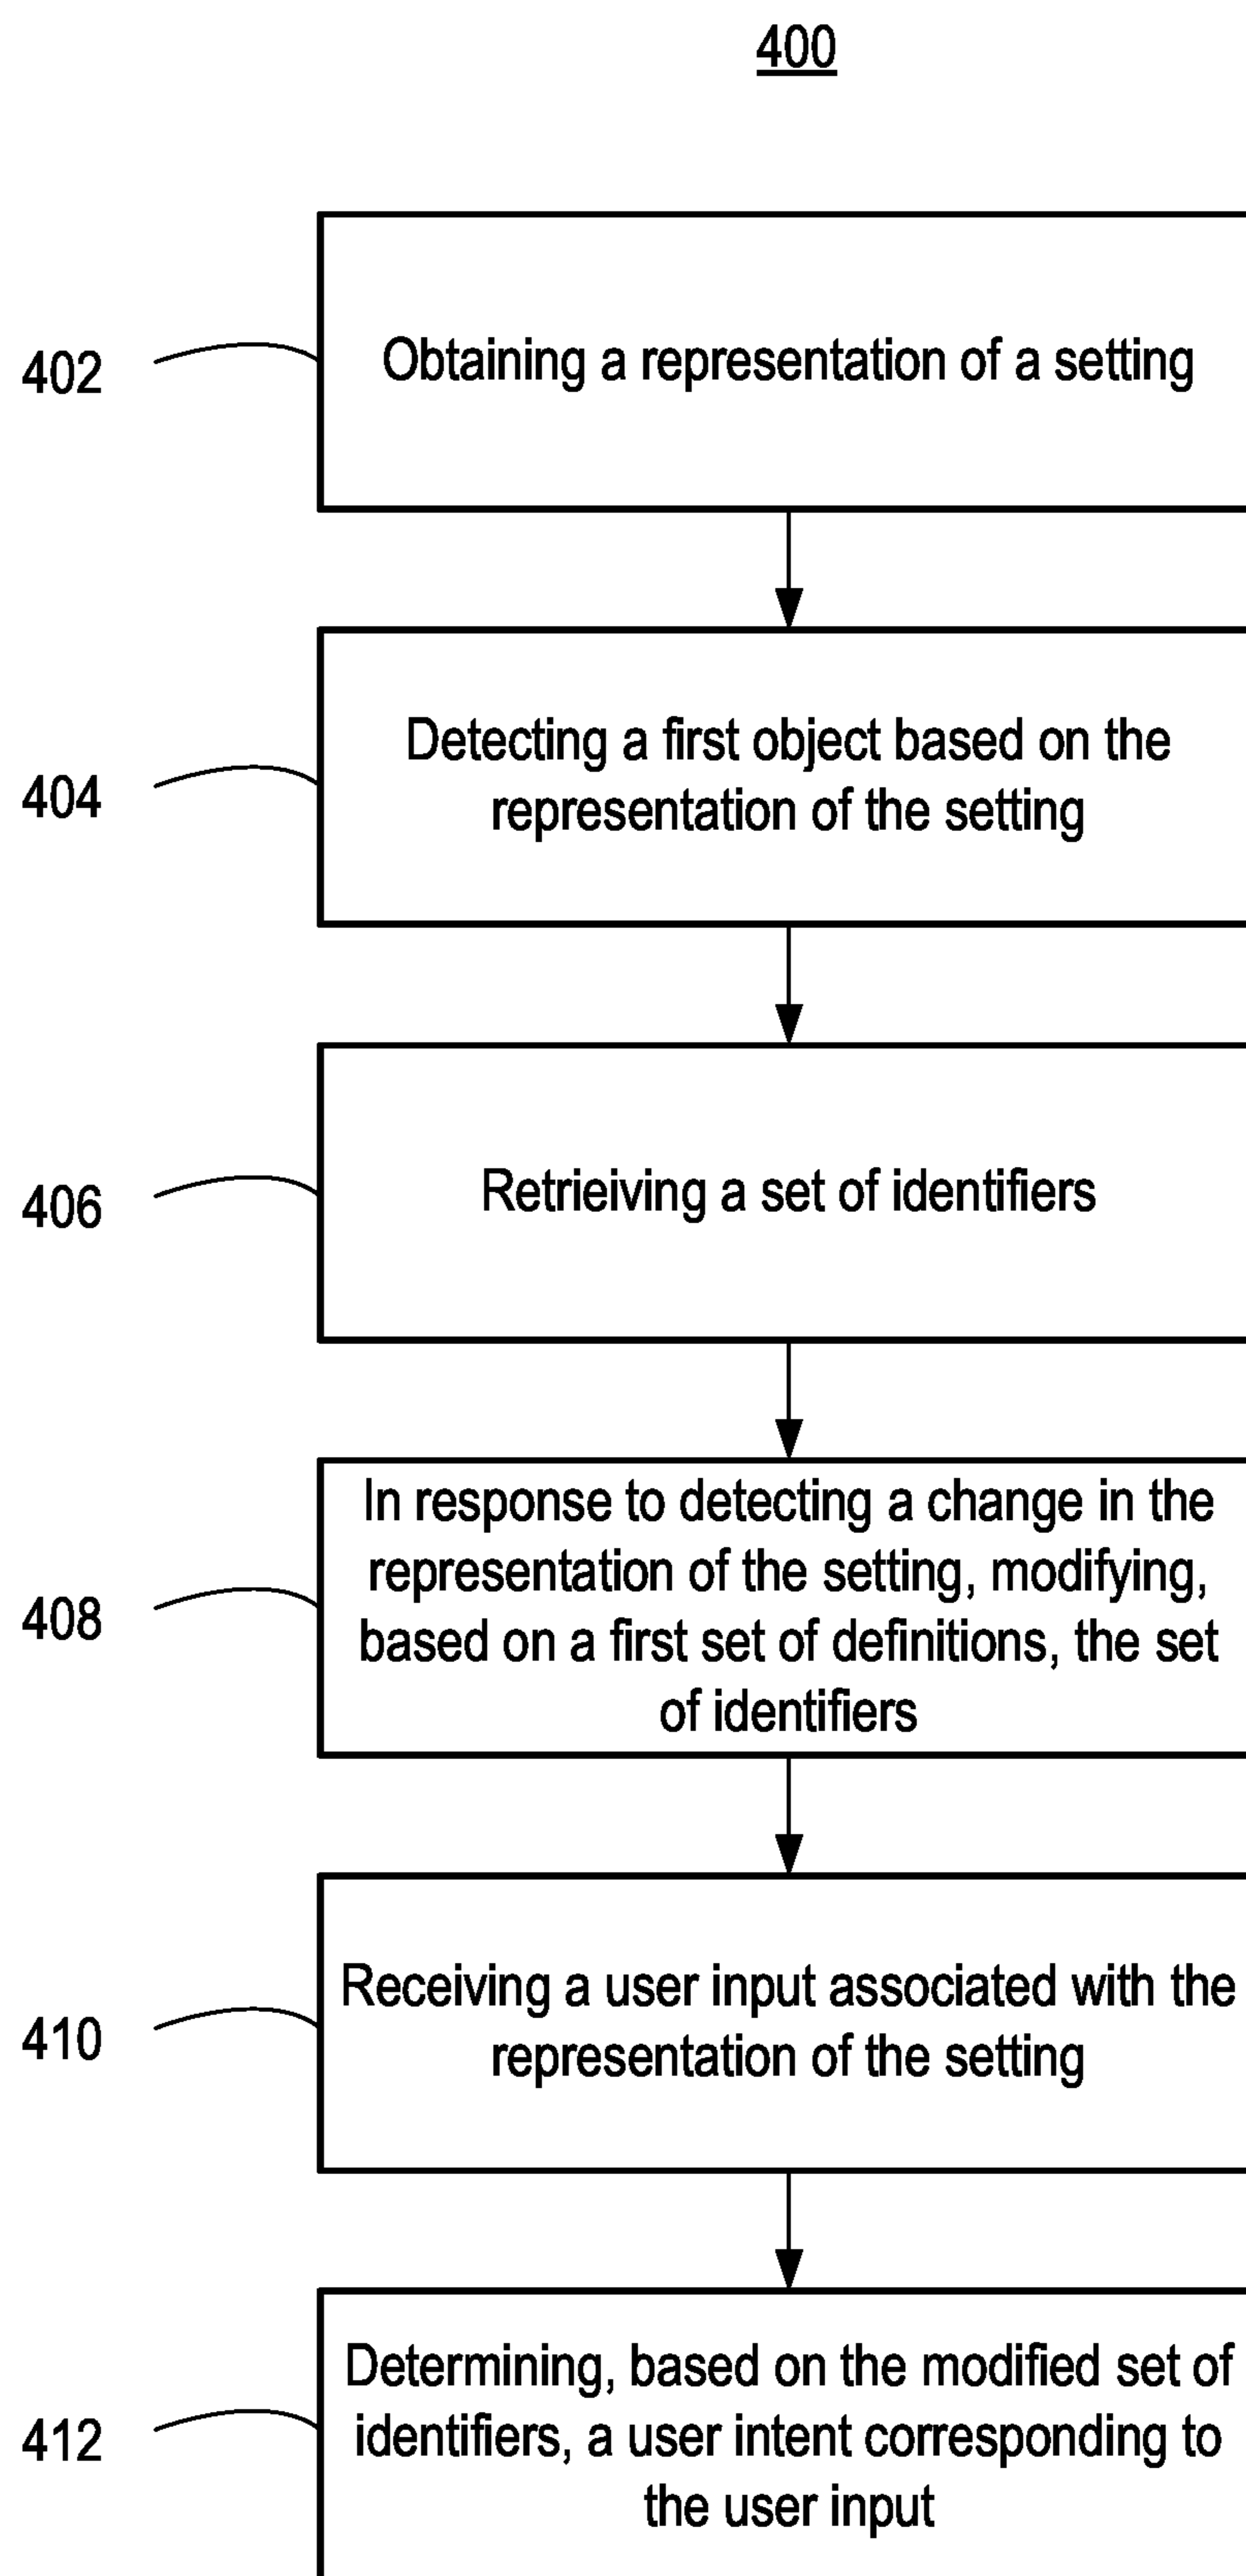 400
402
Obtaining a representation of a setting
404
Detecting a first object based on the
representation of the setting
406
Retrieiving a set of identifiers
408
In response to detecting a change in the
representation of the setting, modifying,
based on a first set of definitions, the set
of identifiers
410
Receiving a user input associated with the
representation of the setting
412
Determining, based on the modified set of
identifiers, a user intent corresponding to
the user input